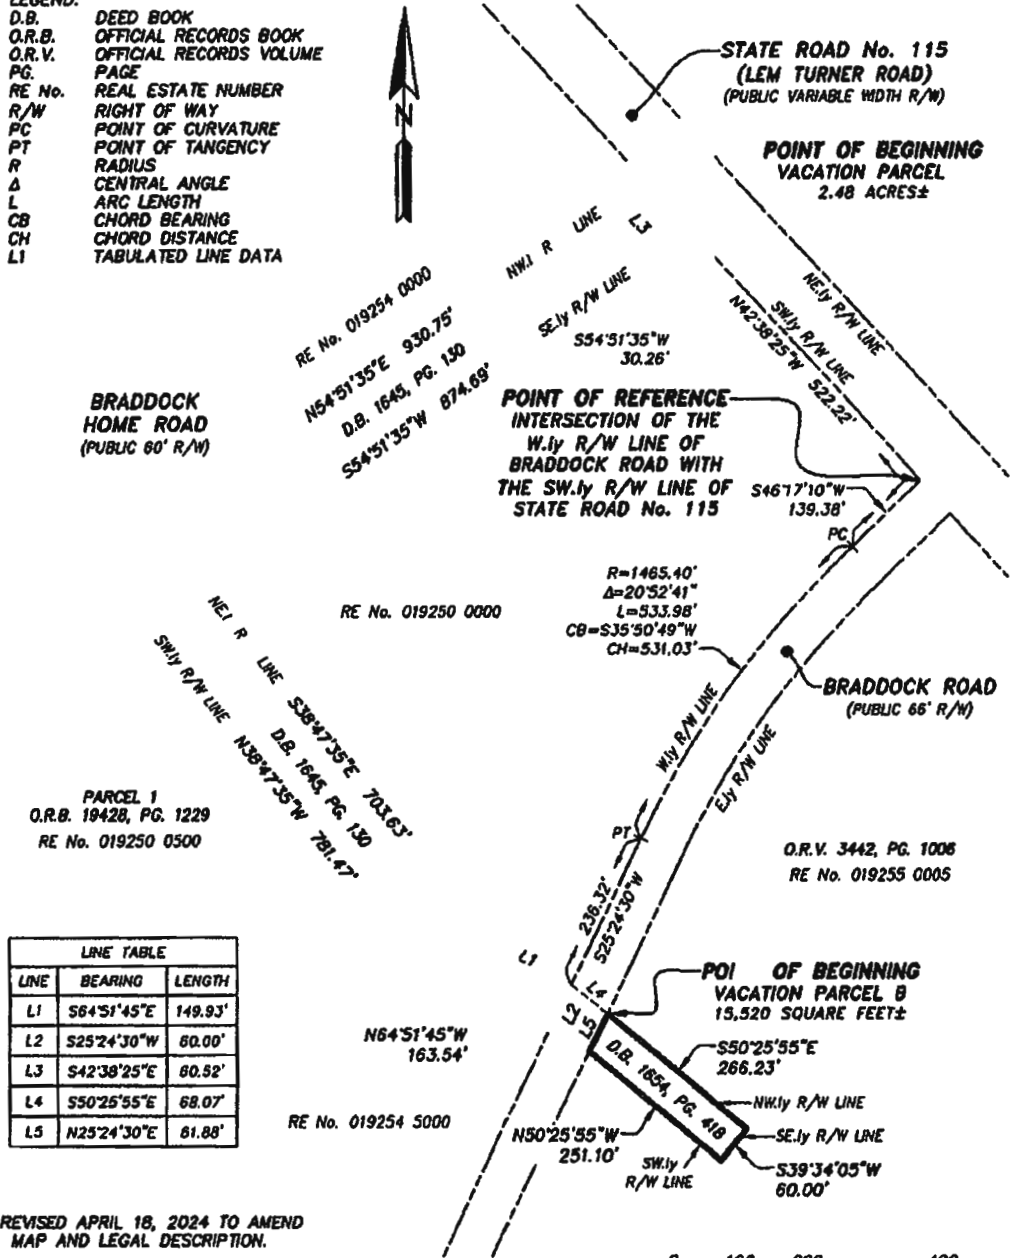 LEGEND:
D.B. DEED BOOK
O.R.B. OFFICIAL RECORDS BOOK
O.R.V. OFFICIAL RECORDS VOLUME
PG. PAGE
RE No. REAL ESTATE NUMBER
R/W RIGHT OF WAY
PC POINT OF CURVATURE
PT POINT OF TANGENCY
R RADIUS
Δ CENTRAL ANGLE
L ARC LENGTH
CB CHORD BEARING
CH CHORD DISTANCE
L1 TABULATED LINE DATA
N
STATE ROAD No. 115
(LEM TURNER ROAD)
(PUBLIC VARIABLE WIDTH R/W)
POINT OF BEGINNING
VACATION PARCEL
2.48 ACRES±
NW.l R LINE
L3
SE.ly R/W LINE
S54°51'35"W
30.26'
RE No. 019254 0000
N54°51'35"E 930.75'
D.B. 1645, PG. 130
S54°51'35"W 874.69'
NE.ly R/W LINE
SW.ly R/W LINE
N42°38'25"W 522.22'
BRADDOCK
HOME ROAD
(PUBLIC 60' R/W)
POINT OF REFERENCE
INTERSECTION OF THE
W.ly R/W LINE OF
BRADDOCK ROAD WITH
THE SW.ly R/W LINE OF
STATE ROAD No. 115
S46°17'10"W
139.38'
PC
R=1465.40'
Δ=20°52'41"
L=533.98'
CB=S35°50'49"W
CH=531.03'
RE No. 019250 0000
BRADDOCK ROAD
(PUBLIC 66' R/W)
W.ly R/W LINE
E.ly R/W LINE
NE.l R LINE S38°47'35"E 703.63'
D.B. 1645, PG. 130
SW.ly R/W LINE N38°47'35"W 781.47'
PARCEL 1
O.R.B. 19428, PG. 1229
RE No. 019250 0500
PT
O.R.V. 3442, PG. 1006
RE No. 019255 0005
236.32'
S25°24'30"W
L1
L4
L2
L5
POI OF BEGINNING
VACATION PARCEL B
15,520 SQUARE FEET±
LINE TABLE
LINE BEARING LENGTH
L1 S64°51'45"E 149.93'
L2 S25°24'30"W 60.00'
L3 S42°38'25"E 60.52'
L4 S50°25'55"E 68.07'
L5 N25°24'30"E 61.88'
N64°51'45"W
163.54'
D.B. 1654, PG. 418
S50°25'55"E
266.23'
NW.ly R/W LINE
SE.ly R/W LINE
S39°34'05"W
60.00'
RE No. 019254 5000
N50°25'55"W
251.10'
SW.ly
R/W LINE
REVISED APRIL 18, 2024 TO AMEND
MAP AND LEGAL DESCRIPTION.